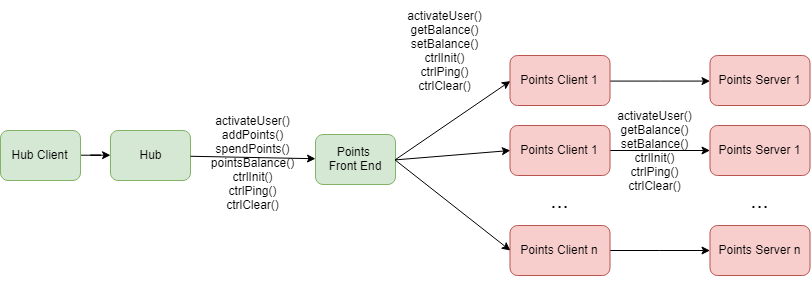 activateUser()
getBalance()
setBalance()
ctrlInit()
ctrlPing()
ctrlClear()
Hub Client
Hub
activateUser()
addPoints()
spendPoints()
pointsBalance()
ctrlInit()
ctrlPing()
ctrlClear()
Points
Front End
Points Client 1
Points Server 1
Points Client 1
activateUser()
getBalance()
setBalance()
ctrlInit()
ctrlPing()
ctrlClear()
Points Server 1
...
...
Points Client n
Points Server n